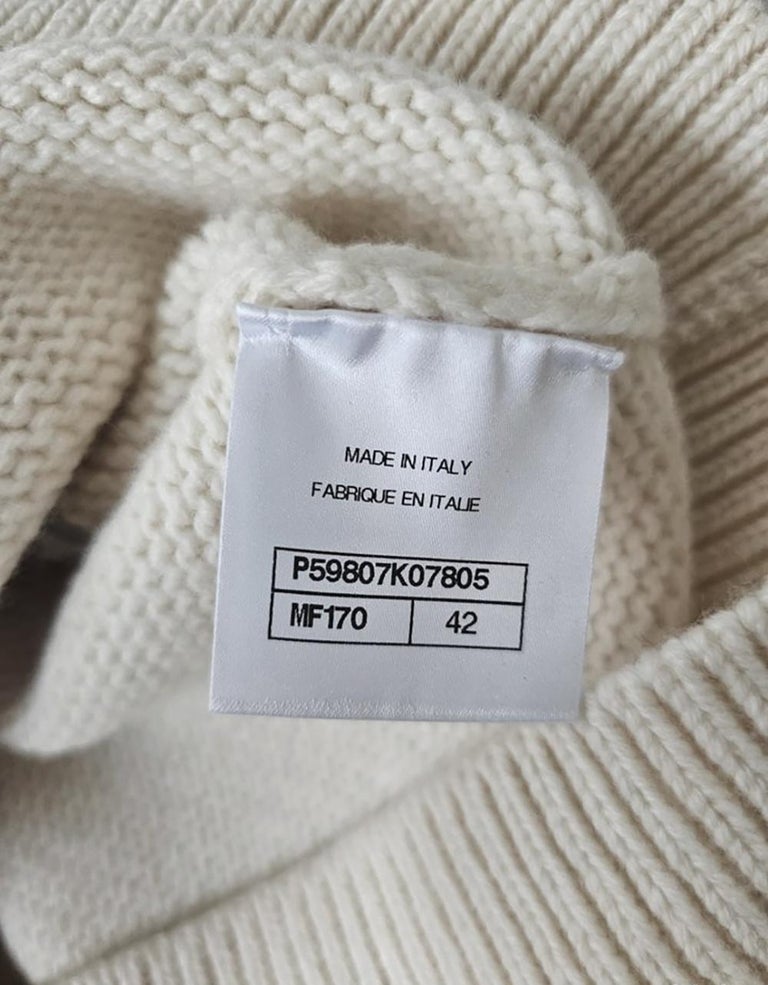 MADE IN ITALY
FABRIQUE EN ITALIE
P59807K07805
MF170 42